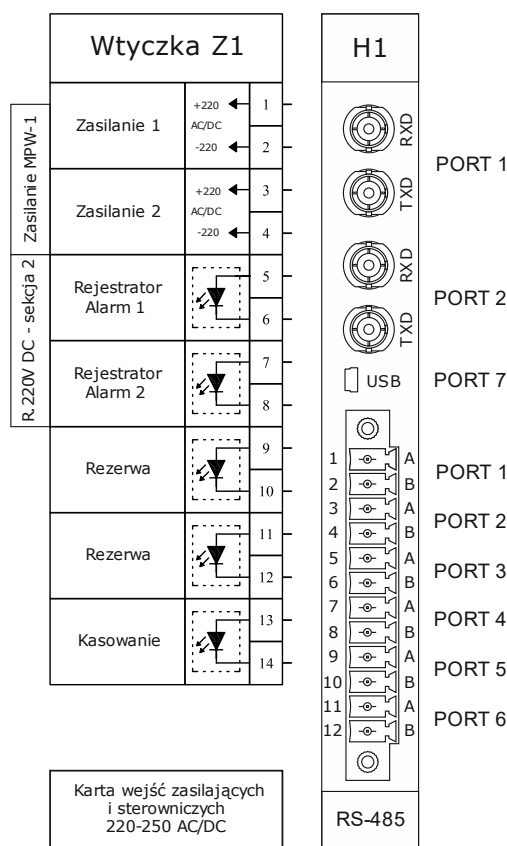 Wtyczka Z1
Zasilanie MPW-1
Zasilanie 1
+220
AC/DC
-220
1
2
Zasilanie 2
+220
AC/DC
-220
3
4
R.220V DC - sekcja 2
Rejestrator
Alarm 1
5
6
Rejestrator
Alarm 2
7
8
Rezerwa
9
10
Rezerwa
11
12
Kasowanie
13
14
Karta wejść zasilających
i sterowniczych
220-250 AC/DC
H1
RXD
TXD
PORT 1
RXD
TXD
PORT 2
USB PORT 7
1 A
2 B
PORT 1
3 A
4 B
PORT 2
5 A
6 B
PORT 3
7 A
8 B
PORT 4
9 A
10 B
PORT 5
11 A
12 B
PORT 6
RS-485